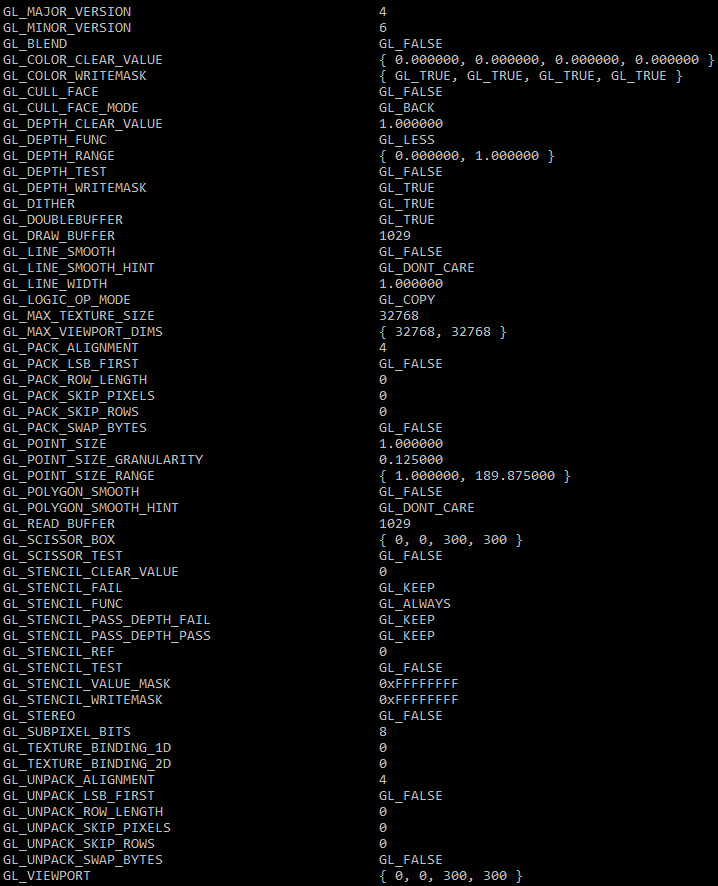 GL_MAJOR_VERSION 4
GL_MINOR_VERSION 6
GL_BLEND GL_FALSE
GL_COLOR_CLEAR_VALUE { 0.000000, 0.000000, 0.000000, 0.000000 }
GL_COLOR_WRITEMASK { GL_TRUE, GL_TRUE, GL_TRUE, GL_TRUE }
GL_CULL_FACE GL_FALSE
GL_CULL_FACE_MODE GL_BACK
GL_DEPTH_CLEAR_VALUE 1.000000
GL_DEPTH_FUNC GL_LESS
GL_DEPTH_RANGE { 0.000000, 1.000000 }
GL_DEPTH_TEST GL_FALSE
GL_DEPTH_WRITEMASK GL_TRUE
GL_DITHER GL_TRUE
GL_DOUBLEBUFFER GL_TRUE
GL_DRAW_BUFFER 1029
GL_LINE_SMOOTH GL_FALSE
GL_LINE_SMOOTH_HINT GL_DONT_CARE
GL_LINE_WIDTH 1.000000
GL_LOGIC_OP_MODE GL_COPY
GL_MAX_TEXTURE_SIZE 32768
GL_MAX_VIEWPORT_DIMS { 32768, 32768 }
GL_PACK_ALIGNMENT 4
GL_PACK_LSB_FIRST GL_FALSE
GL_PACK_ROW_LENGTH 0
GL_PACK_SKIP_PIXELS 0
GL_PACK_SKIP_ROWS 0
GL_PACK_SWAP_BYTES GL_FALSE
GL_POINT_SIZE 1.000000
GL_POINT_SIZE_GRANULARITY 0.125000
GL_POINT_SIZE_RANGE { 1.000000, 189.875000 }
GL_POLYGON_SMOOTH GL_FALSE
GL_POLYGON_SMOOTH_HINT GL_DONT_CARE
GL_READ_BUFFER 1029
GL_SCISSOR_BOX { 0, 0, 300, 300 }
GL_SCISSOR_TEST GL_FALSE
GL_STENCIL_CLEAR_VALUE 0
GL_STENCIL_FAIL GL_KEEP
GL_STENCIL_FUNC GL_ALWAYS
GL_STENCIL_PASS_DEPTH_FAIL GL_KEEP
GL_STENCIL_PASS_DEPTH_PASS GL_KEEP
GL_STENCIL_REF 0
GL_STENCIL_TEST GL_FALSE
GL_STENCIL_VALUE_MASK 0xFFFFFFFF
GL_STENCIL_WRITEMASK 0xFFFFFFFF
GL_STEREO GL_FALSE
GL_SUBPIXEL_BITS 8
GL_TEXTURE_BINDING_1D 0
GL_TEXTURE_BINDING_2D 0
GL_UNPACK_ALIGNMENT 4
GL_UNPACK_LSB_FIRST GL_FALSE
GL_UNPACK_ROW_LENGTH 0
GL_UNPACK_SKIP_PIXELS 0
GL_UNPACK_SKIP_ROWS 0
GL_UNPACK_SWAP_BYTES GL_FALSE
GL_VIEWPORT { 0, 0, 300, 300 }